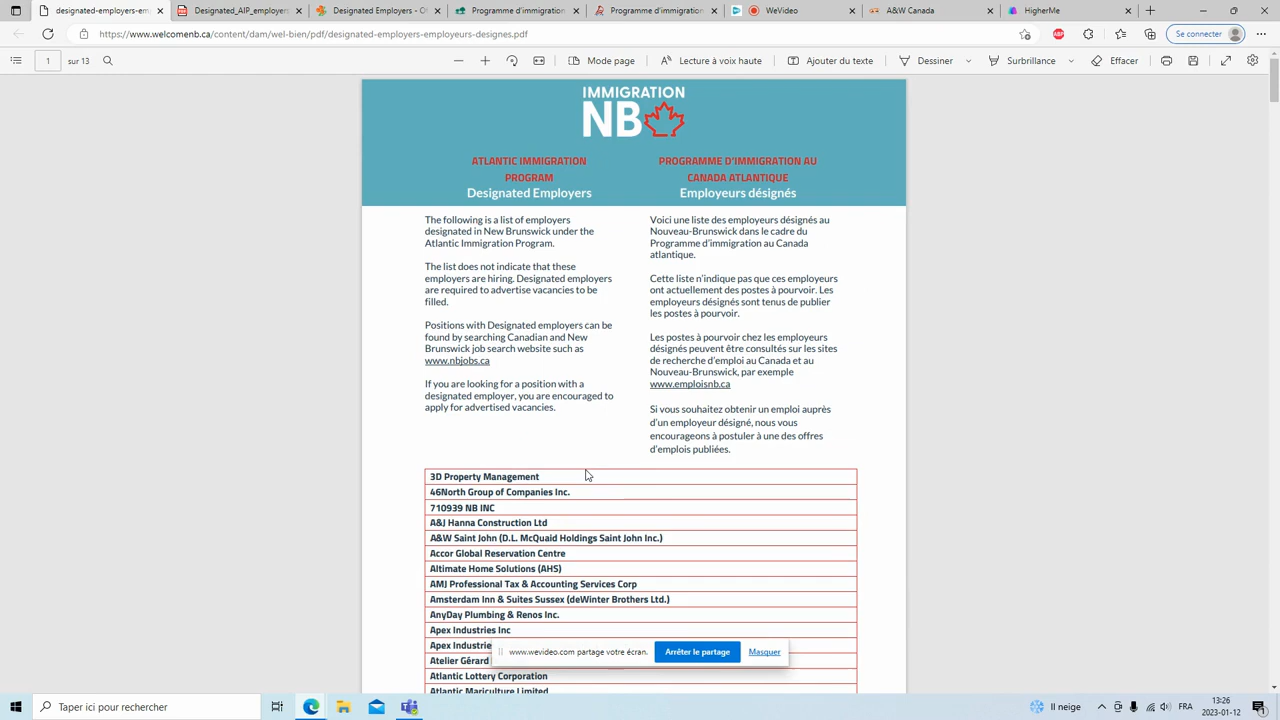 designated-employers-em
Designated_AIP_employers
Designated Employers - O
Programme d'immigration
Programme d'immigration
WeVideo
A&W Canada
HigherMe
https://www.welcomenb.ca/content/dam/wel-bien/pdf/designated-employers-employeurs-designes.pdf
ABP
Se connecter
1 sur 13
Mode page
Lecture à voix haute
Ajouter du texte
Dessiner
Surbrillance
Effacer
IMMIGRATION
NB
ATLANTIC IMMIGRATION
PROGRAM
Designated Employers
PROGRAMME D'IMMIGRATION AU
CANADA ATLANTIQUE
Employeurs désignés
The following is a list of employers
designated in New Brunswick under the
Atlantic Immigration Program.
The list does not indicate that these
employers are hiring. Designated employers
are required to advertise vacancies to be
filled.
Positions with Designated employers can be
found by searching Canadian and New
Brunswick job search website such as
www.nbjobs.ca
If you are looking for a position with a
designated employer, you are encouraged to
apply for advertised vacancies.
Voici une liste des employeurs désignés au
Nouveau-Brunswick dans le cadre du
Programme d'immigration au Canada
atlantique.
Cette liste n'indique pas que ces employeurs
ont actuellement des postes à pourvoir. Les
employeurs désignés sont tenus de publier
les postes à pourvoir.
Les postes à pourvoir chez les employeurs
désignés peuvent être consultés sur les sites
de recherche d'emploi au Canada et au
Nouveau-Brunswick, par exemple
www.emploisnb.ca
Si vous souhaitez obtenir un emploi auprès
d'un employeur désigné, nous vous
encourageons à postuler à une des offres
d'emplois publiées.
3D Property Management
46North Group of Companies Inc.
710939 NB INC
A&J Hanna Construction Ltd
A&W Saint John (D.L. McQuaid Holdings Saint John Inc.)
Accor Global Reservation Centre
Altimate Home Solutions (AHS)
AMJ Professional Tax & Accounting Services Corp
Amsterdam Inn & Suites Sussex (deWinter Brothers Ltd.)
AnyDay Plumbing & Renos Inc.
Apex Industries Inc
Apex Industries
Atelier Gérard
Atlantic Lottery Corporation
Atlantic Mariculture Limited
www.wevideo.com partage votre écran.
Arrêter le partage
Masquer
Taper ici pour rechercher
Il neige
FRA
13:26
2023-01-12